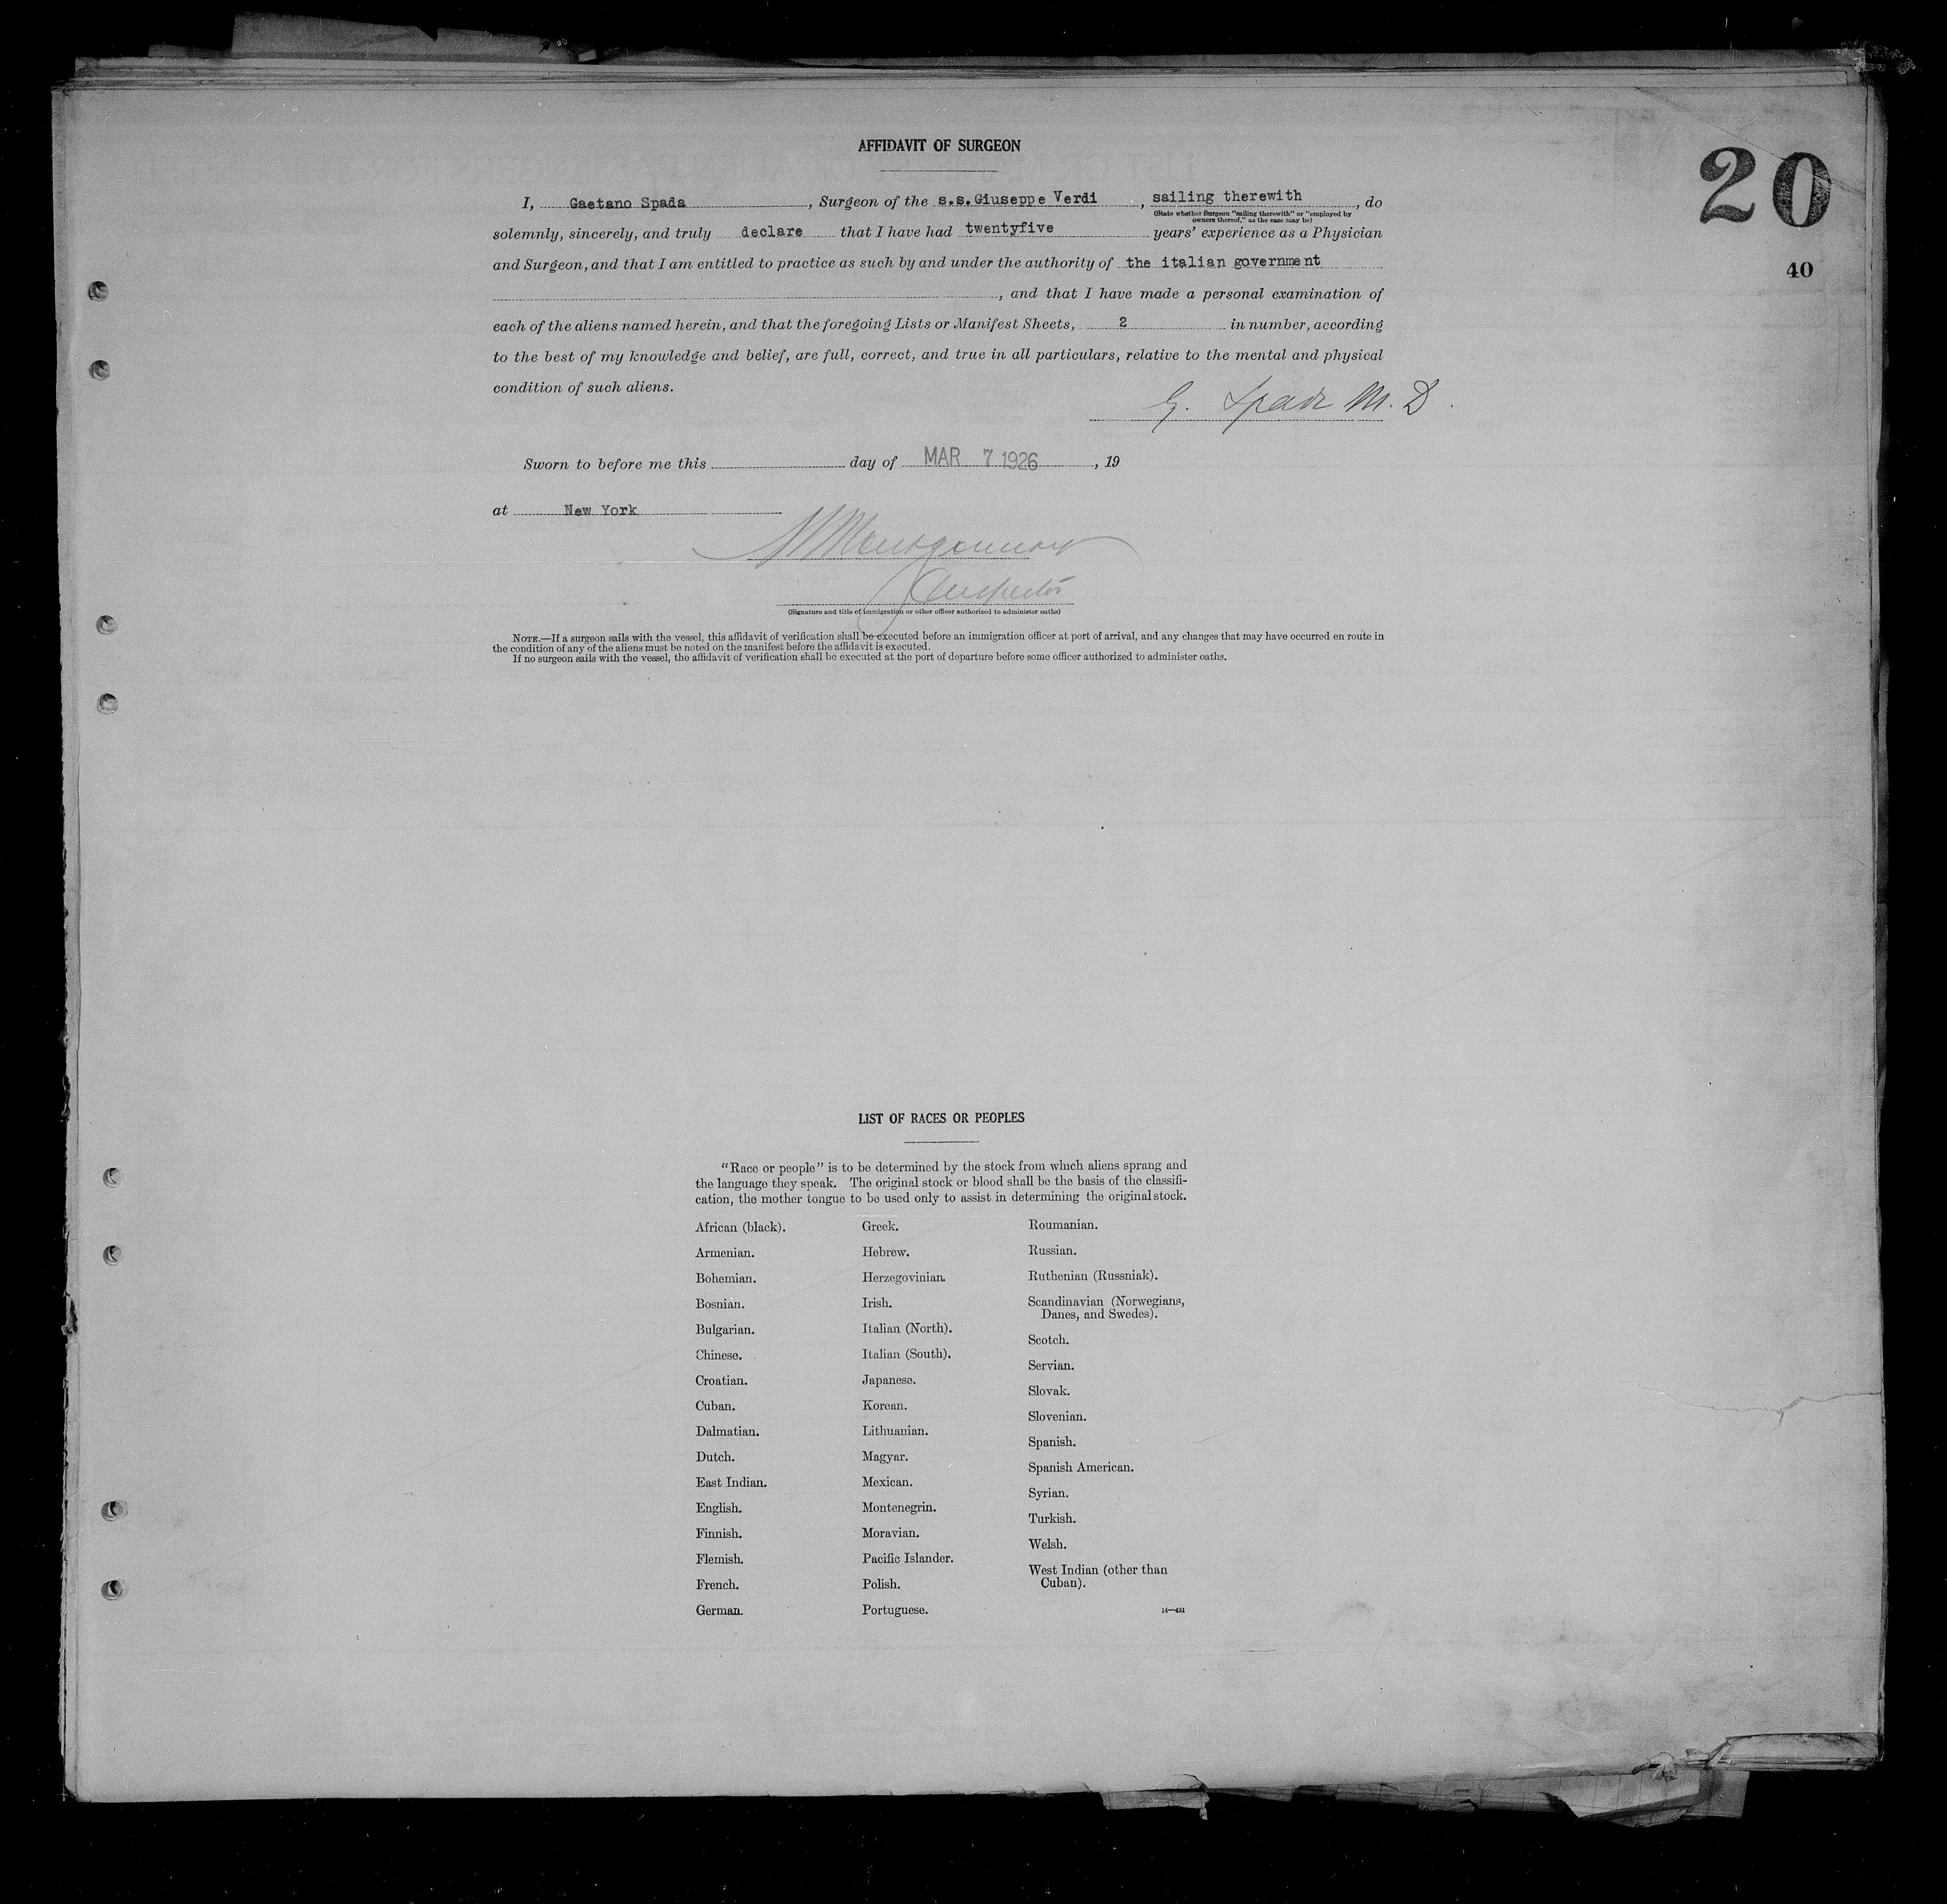 AFFIDAVIT OF SURGEON
20
40
I, Gaetano Spada, Surgeon of the s.s.Giuseppe Verdi, sailing therewith, do
(State whether Surgeon "sailing therewith" or "employed by
owners thereof," as the case may be)
solemnly, sincerely, and truly declare that I have had twentyfive years' experience as a Physician
and Surgeon, and that I am entitled to practice as such by and under the authority of the italian government
, and that I have made a personal examination of
each of the aliens named herein, and that the foregoing Lists or Manifest Sheets, 2 in number, according
to the best of my knowledge and belief, are full, correct, and true in all particulars, relative to the mental and physical
condition of such aliens.
G. Spada M.D.
Sworn to before me this day of MAR 7 1926, 19
at New York
Montgomery
Inspector
(Signature and title of immigration or other officer authorized to administer oaths)
NOTE.—If a surgeon sails with the vessel, this affidavit of verification shall be executed before an immigration officer at port of arrival, and any changes that may have occurred en route in
the condition of any of the aliens must be noted on the manifest before the affidavit is executed.
If no surgeon sails with the vessel, the affidavit of verification shall be executed at the port of departure before some officer authorized to administer oaths.
LIST OF RACES OR PEOPLES
"Race or people" is to be determined by the stock from which aliens sprang and
the language they speak. The original stock or blood shall be the basis of the classifi-
cation, the mother tongue to be used only to assist in determining the original stock.
African (black).
Armenian.
Bohemian.
Bosnian.
Bulgarian.
Chinese.
Croatian.
Cuban.
Dalmatian.
Dutch.
East Indian.
English.
Finnish.
Flemish.
French.
German.
Greek.
Hebrew.
Herzegovinian.
Irish.
Italian (North).
Italian (South).
Japanese.
Korean.
Lithuanian.
Magyar.
Mexican.
Montenegrin.
Moravian.
Pacific Islander.
Polish.
Portuguese.
Roumanian.
Russian.
Ruthenian (Russniak).
Scandinavian (Norwegians,
Danes, and Swedes).
Scotch.
Servian.
Slovak.
Slovenian.
Spanish.
Spanish American.
Syrian.
Turkish.
Welsh.
West Indian (other than
Cuban).
14—431